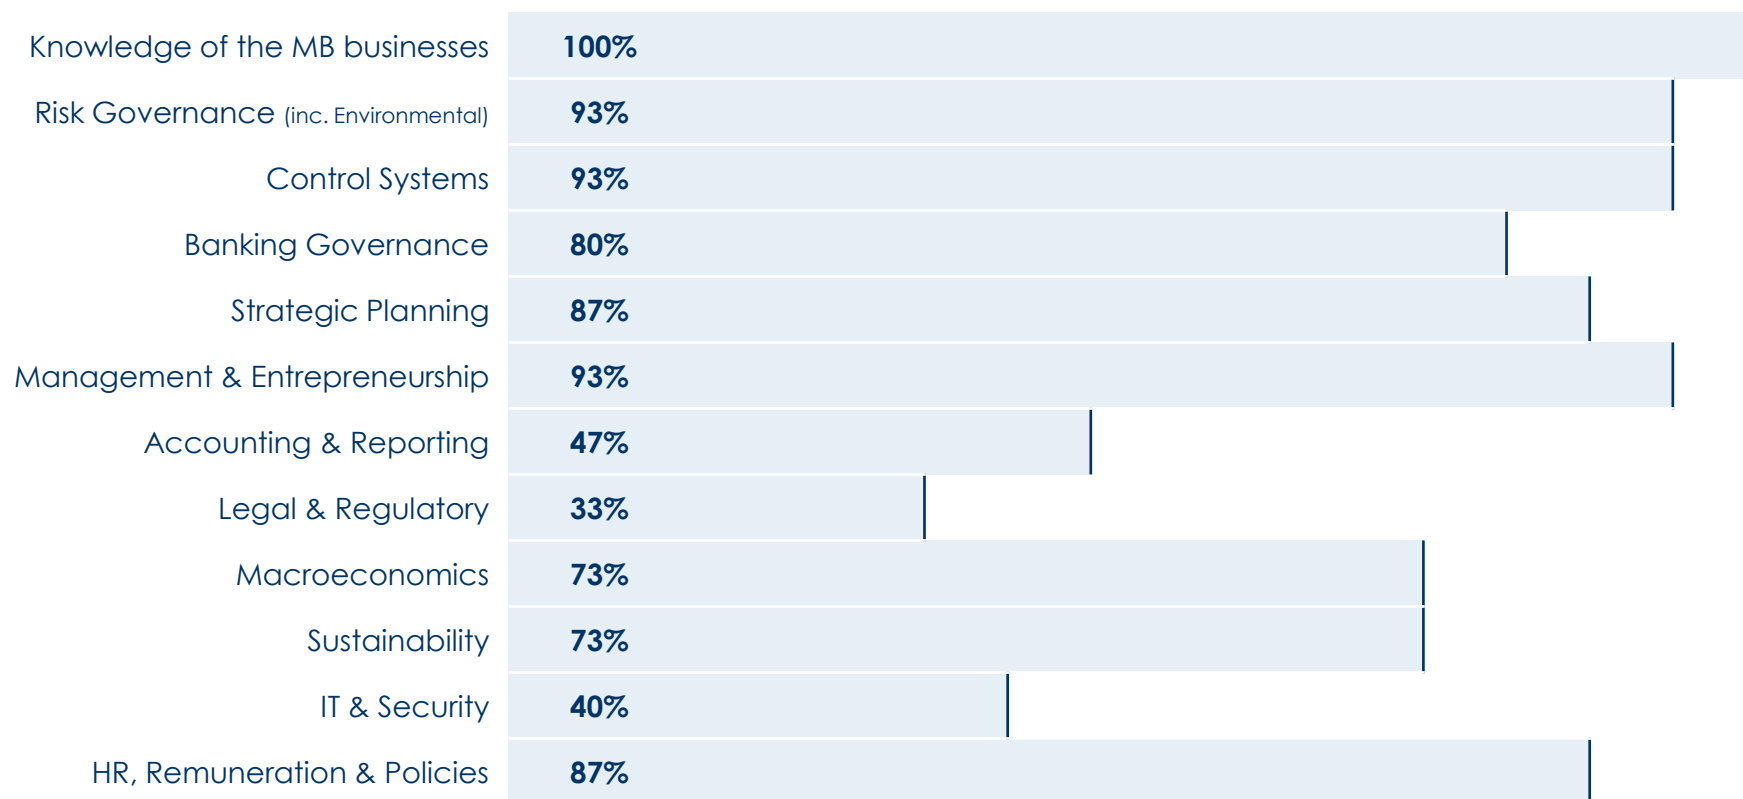 Knowledge of the MB businesses 100%
Risk Governance (inc. Environmental) 93%
Control Systems 93%
Banking Governance 80%
Strategic Planning 87%
Management & Entrepreneurship 93%
Accounting & Reporting 47%
Legal & Regulatory 33%
Macroeconomics 73%
Sustainability 73%
IT & Security 40%
HR, Remuneration & Policies 87%